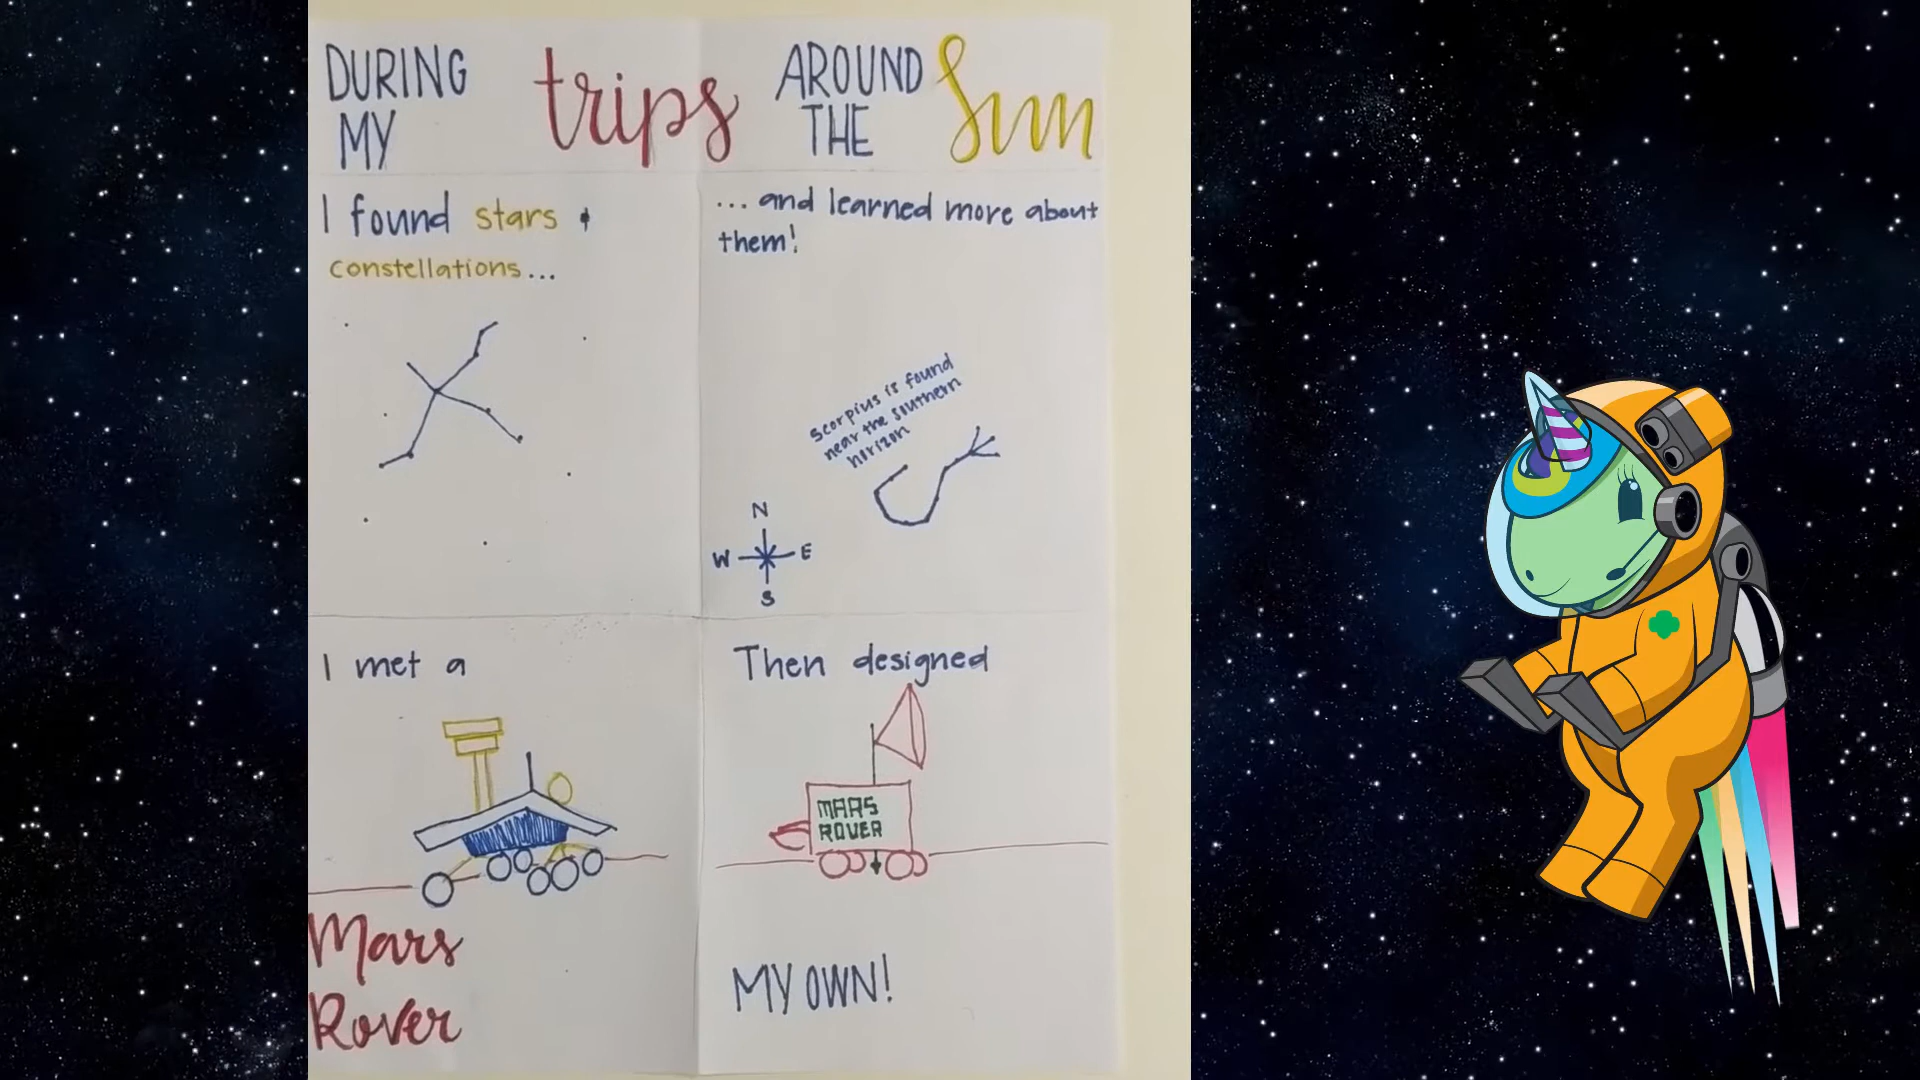 DURING MY trips AROUND THE Sun
I found stars &
constellations...
... and learned more about
them!
Scorpius is found
near the southern
horizon
N
W E
S
I met a
Mars
Rover
Then designed
MARS
ROVER
MY OWN!